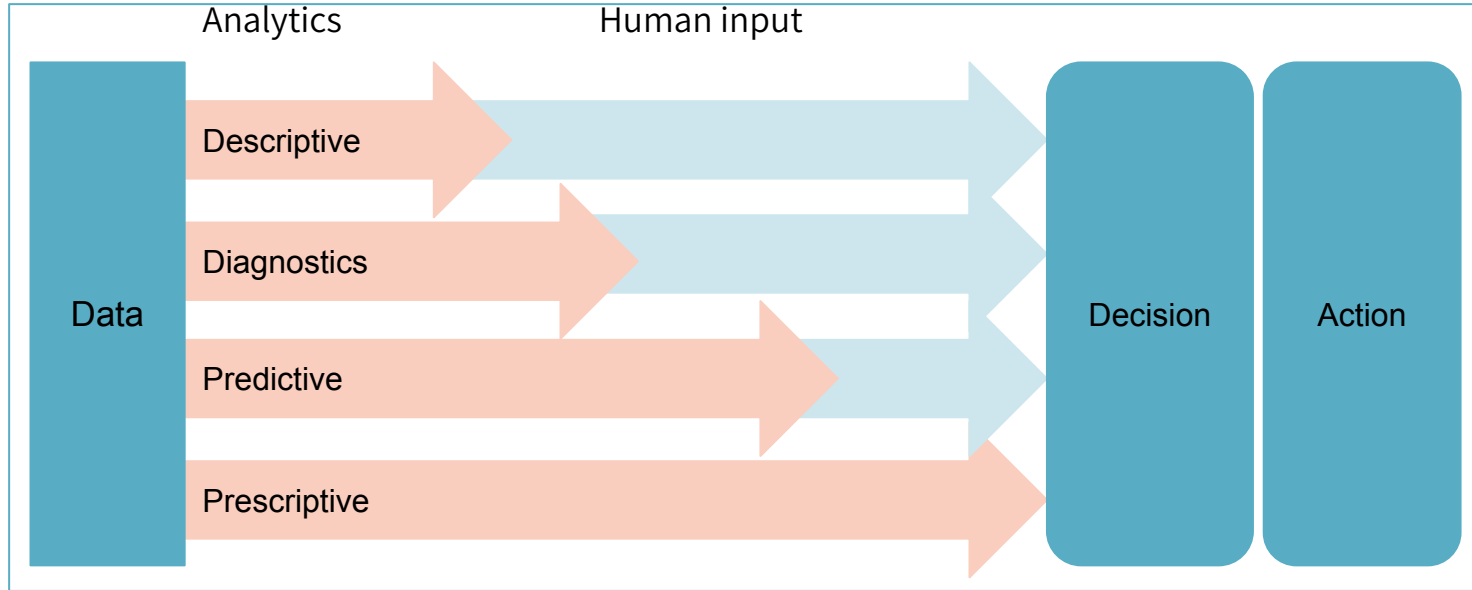 Analytics
Human input
Descriptive
Diagnostics
Data
Decision
Action
Predictive
Prescriptive